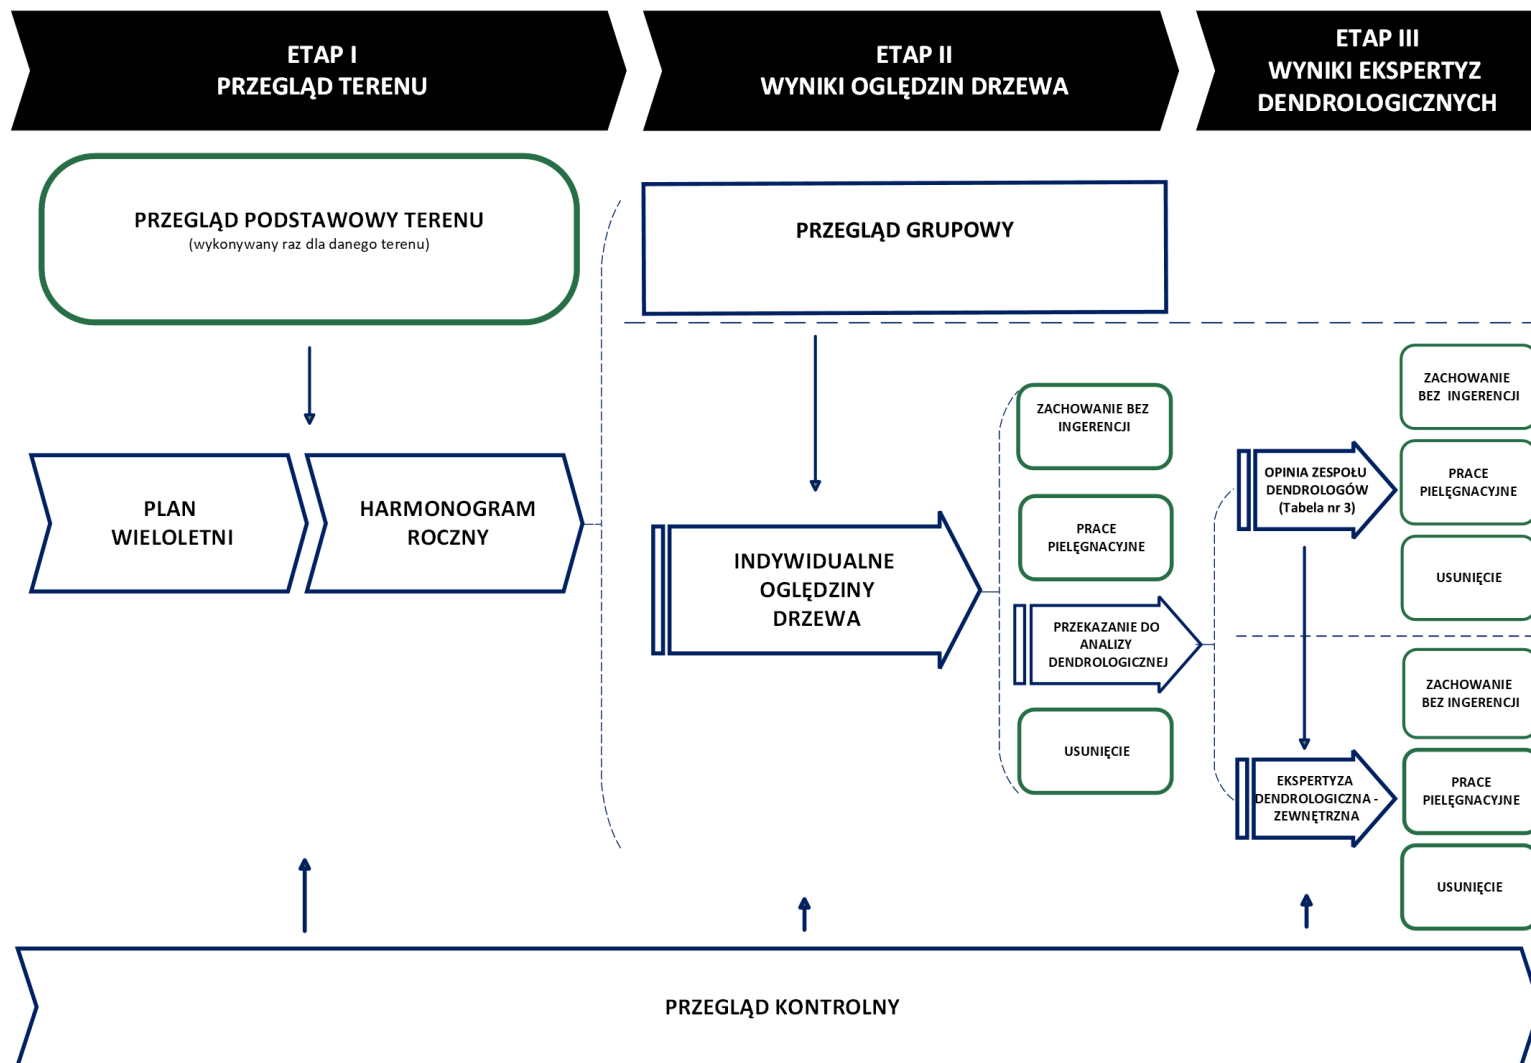 ETAP I
PRZEGLĄD TERENU
ETAP II
WYNIKI OGLĘDZIN DRZEWA
ETAP III
WYNIKI EKSPERTYZ
DENDROLOGICZNYCH
PRZEGLĄD PODSTAWOWY TERENU
(wykonywany raz dla danego terenu)
PLAN
WIELOLETNI
HARMONOGRAM
ROCZNY
PRZEGLĄD GRUPOWY
INDYWIDUALNE
OGLĘDZINY
DRZEWA
ZACHOWANIE BEZ
INGERENCJI
PRACE
PIELĘGNACYJNE
PRZEKAZANIE DO
ANALIZY
DENDROLOGICZNEJ
USUNIĘCIE
OPINIA ZESPOŁU
DENDROLOGÓW
(Tabela nr 3)
ZACHOWANIE
BEZ INGERENCJI
PRACE
PIELĘGNACYJNE
USUNIĘCIE
EKSPERTYZA
DENDROLOGICZNA -
ZEWNĘTRZNA
ZACHOWANIE
BEZ INGERENCJI
PRACE
PIELĘGNACYJNE
USUNIĘCIE
PRZEGLĄD KONTROLNY